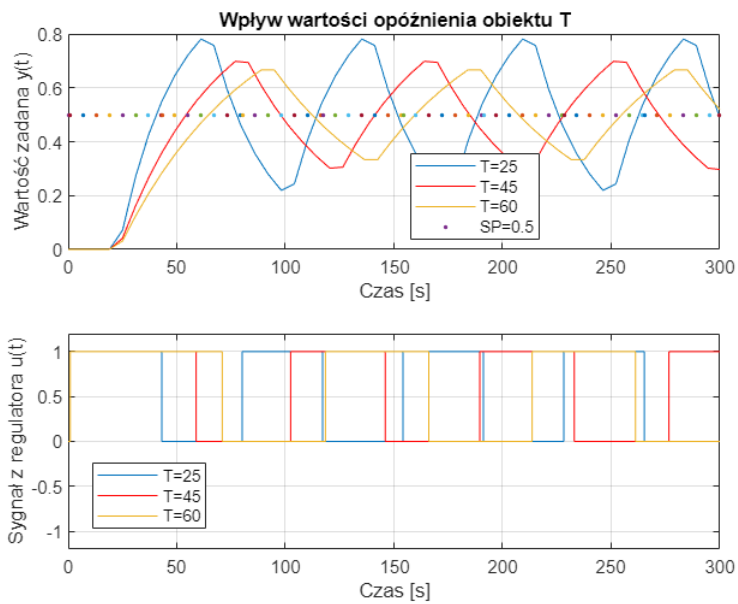 Wpływ wartości opóźnienia obiektu T
Wartość zadana y(t)
0.8
0.6
0.4
0.2
0
T=25
T=45
T=60
SP=0.5
0 50 100 150 200 250 300
Czas [s]
Sygnał z regulatora u(t)
1
0.5
0
-0.5
-1
T=25
T=45
T=60
0 50 100 150 200 250 300
Czas [s]